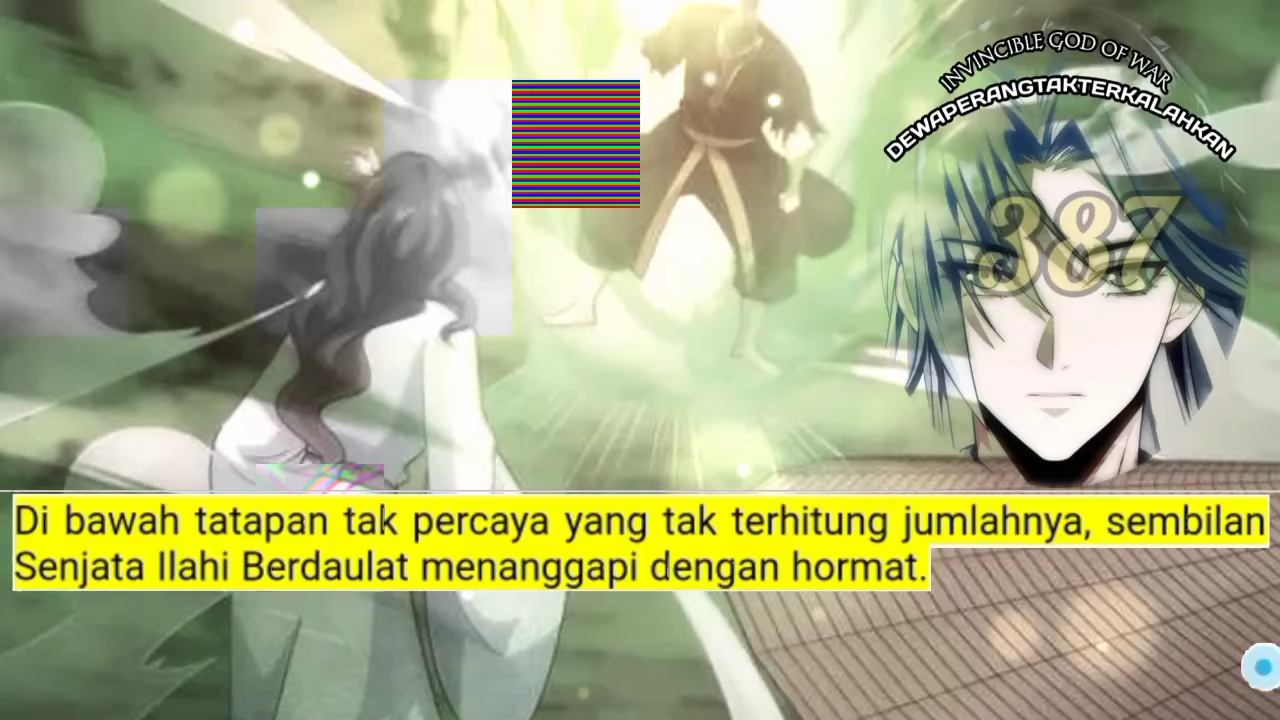 INVINCIBLE GOD OF WAR
DEWAPERANGTAKTERKALAHKAN
387
Di bawah tatapan tak percaya yang tak terhitung jumlahnya, sembilan
Senjata Ilahi Berdaulat menanggapi dengan hormat.